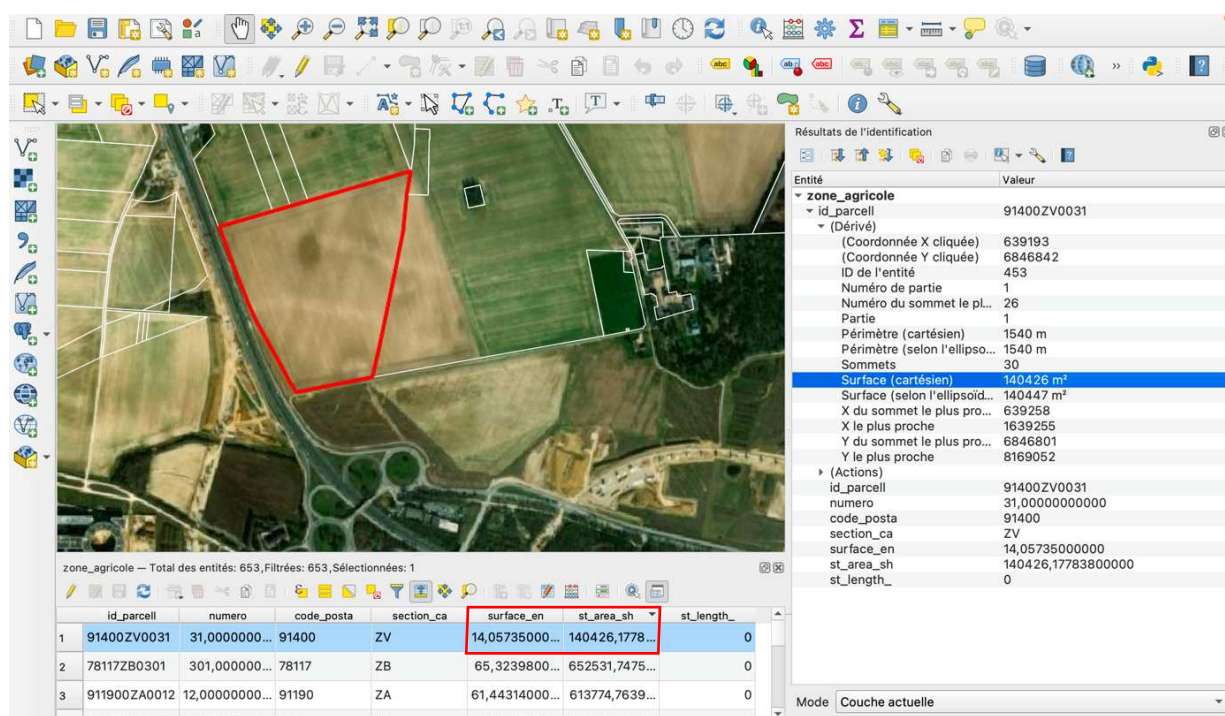 abc
abc
abc
Résultats de l'identification
Entité Valeur
zone_agricole
id_parcell 91400ZV0031
(Dérivé)
(Coordonnée X cliquée) 639193
(Coordonnée Y cliquée) 6846842
ID de l'entité 453
Numéro de partie 1
Numéro du sommet le pl... 26
Partie 1
Périmètre (cartésien) 1540 m
Périmètre (selon l'ellipso... 1540 m
Sommets 30
Surface (cartésien) 140426 m²
Surface (selon l'ellipsoïd... 140447 m²
X du sommet le plus pro... 639258
X le plus proche 1639255
Y du sommet le plus pro... 6846801
Y le plus proche 8169052
(Actions)
id_parcell 91400ZV0031
numero 31,00000000000
code_posta 91400
section_ca ZV
surface_en 14,05735000000
st_area_sh 140426,17783800000
st_length_ 0
zone_agricole — Total des entités: 653, Filtrées: 653, Sélectionnées: 1
id_parcell numero code_posta section_ca surface_en st_area_sh st_length_
1 91400ZV0031 31,0000000... 91400 ZV 14,05735000... 140426,1778... 0
2 78117ZB0301 301,000000... 78117 ZB 65,3239800... 652531,7475... 0
3 911900ZA0012 12,00000000... 91190 ZA 61,44314000... 613774,7639... 0
Mode Couche actuelle